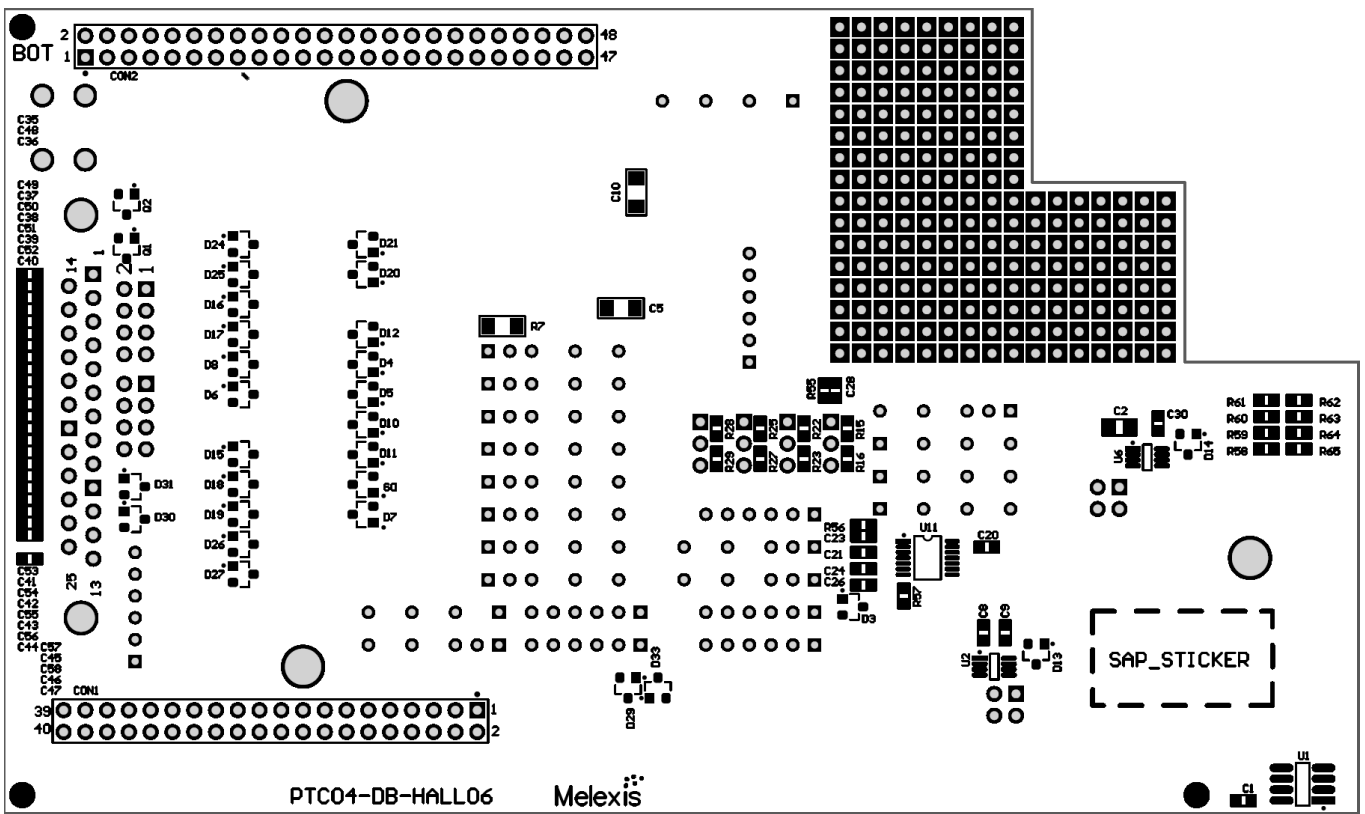 2 48
BOT 1 47
CON2
C35
C48
C36
C49
C37
C50
C38
C51
C39
C52
C40
Q2
Q1
C10
14 1 2 1
D24 D21
D25 D20
D16
C5
D17 D12
R7
D8 D4
D6 D5
D10
D15 D11
D18 D9
D19 D7
D26
D27
D31
D30
R55 C28
R28 R25 R22 R15
R29 R27 R23 R16
C2 C30
U6 D14
R61 R62
R60 R63
R59 R64
R58 R65
R56
C23
C21
C24
C26
U11
C20
R57
D3
25 13
C53
C41
C54
C42
C55
C43
C56
C44 C57
C45
C58
C46
C47
CON1
C8 C9
U2 D13
SAP_STICKER
D33
D29
39 1
40 2
PTC04-DB-HALL06 Melexis
C1 U1